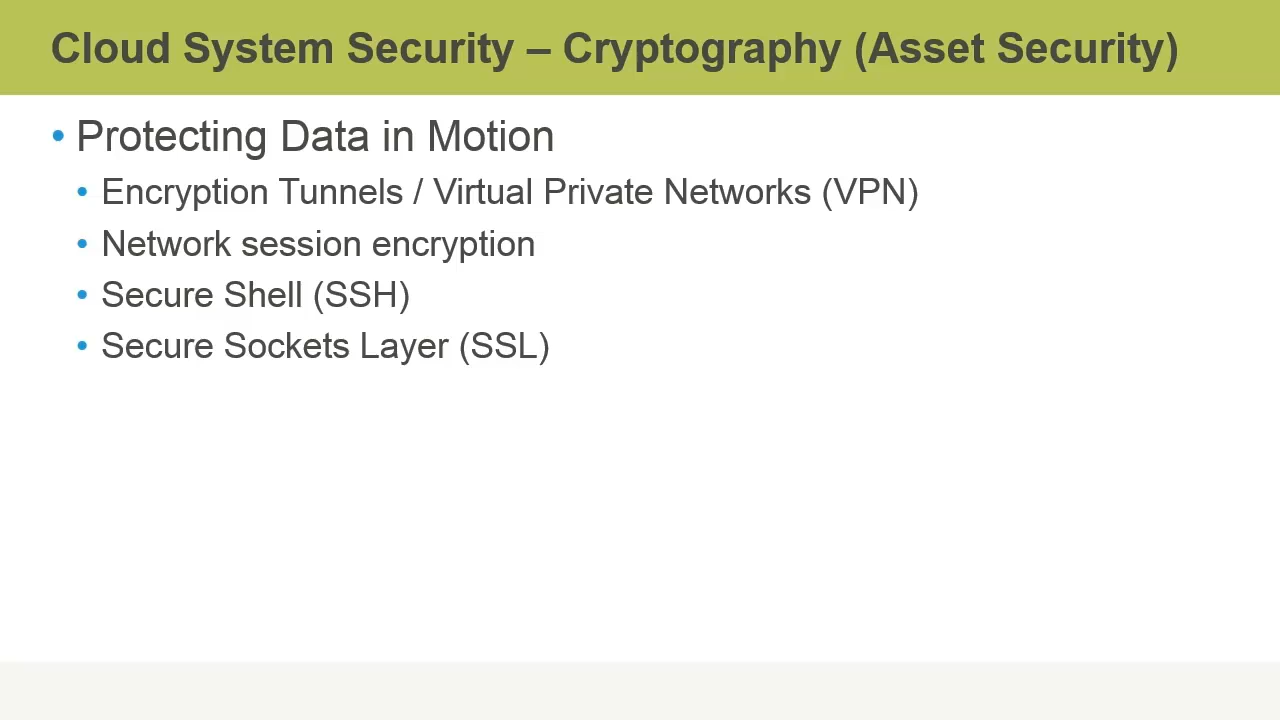 Cloud System Security – Cryptography (Asset Security)
• Protecting Data in Motion
• Encryption Tunnels / Virtual Private Networks (VPN)
• Network session encryption
• Secure Shell (SSH)
• Secure Sockets Layer (SSL)